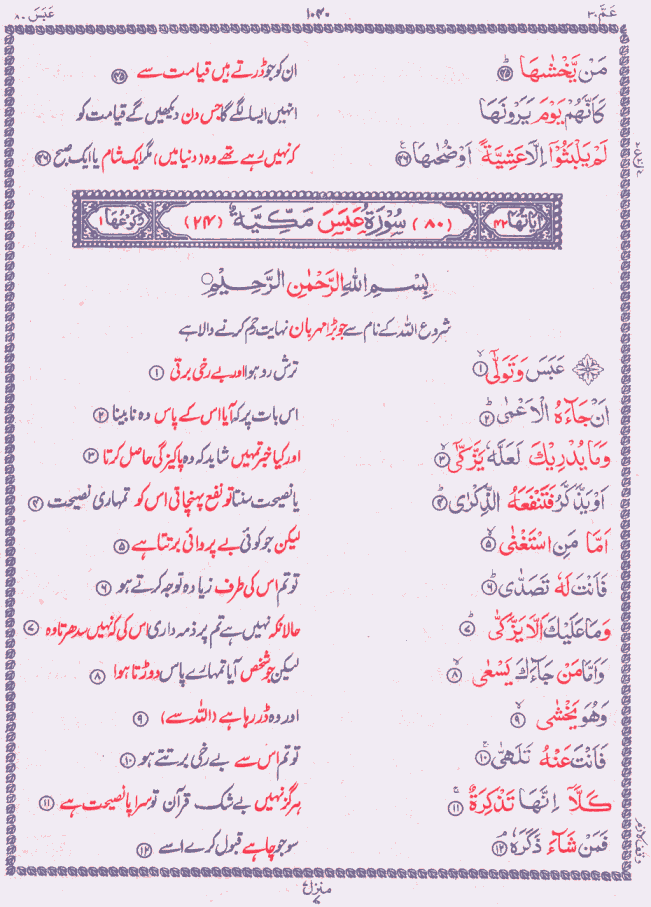 عَمَّ ۳۰
۱۰۴۰
عَبَسَ ۸۰
مَنْ يَّخْشٰىهَا ۴۵
ان کو جو ڈرتے ہیں قیامت سے ۴۵
كَاَنَّهُمْ يَوْمَ يَرَوْنَهَا
انہیں ایسا لگے گا جس دن دیکھیں گے قیامت کو
لَمْ يَلْبَثُوْۤا اِلَّا عَشِيَّةً اَوْ ضُحٰىهَا ۴۶
کہ نہیں رہے تھے وہ (دنیا میں) مگر ایک شام یا ایک صبح ۴۶
اٰيَاتُهَا ۴۲
(۸۰) سُوْرَةُ عَبَسَ مَكِّيَّةٌ (۲۴)
رُكُوْعُهَا ۱
بِسْمِ اللهِ الرَّحْمٰنِ الرَّحِيْمِ
شروع اللہ کے نام سے جو بڑا مہربان نہایت رحم کرنے والا ہے
عَبَسَ وَتَوَلّٰىۤ ۱
ترش رو ہوا اور بے رخی برتی ۱
اَنْ جَآءَهُ الْاَعْمٰى ۲
اس بات پر کہ آیا اس کے پاس وہ نابینا ۲
وَمَا يُدْرِيْكَ لَعَلَّهٗ يَزَّكّٰىۤ ۳
اور کیا خبر تمہیں شاید کہ وہ پاکیزگی حاصل کرتا ۳
اَوْ يَذَّكَّرُ فَتَنْفَعَهُ الذِّكْرٰى ۴
یا نصیحت سنتا تو نفع پہنچاتی اس کو تمہاری نصیحت ۴
اَمَّا مَنِ اسْتَغْنٰى ۵
لیکن جو کوئی بے پروائی برتتا ہے ۵
فَاَنْتَ لَهٗ تَصَدّٰى ۶
تو تم اس کی طرف زیادہ توجہ کرتے ہو ۶
وَمَا عَلَيْكَ اَلَّا يَزَّكّٰى ۷
حالانکہ نہیں ہے تم پر ذمہ داری اس کی کہ نہیں سدھرتا وہ ۷
وَاَمَّا مَنْ جَآءَكَ يَسْعٰى ۸
لیکن جو شخص آیا تمہارے پاس دوڑتا ہوا ۸
وَهُوَ يَخْشٰى ۹
اور وہ ڈر رہا ہے (اللہ سے) ۹
فَاَنْتَ عَنْهُ تَلَهّٰى ۱۰
تو تم اس سے بے رخی برتتے ہو ۱۰
كَلَّاۤ اِنَّهَا تَذْكِرَةٌ ۱۱
ہرگز نہیں بے شک قرآن تو سراپا نصیحت ہے ۱۱
فَمَنْ شَآءَ ذَكَرَهٗ ۱۲
سو جو چاہے قبول کرے اسے ۱۲
منزل ۷